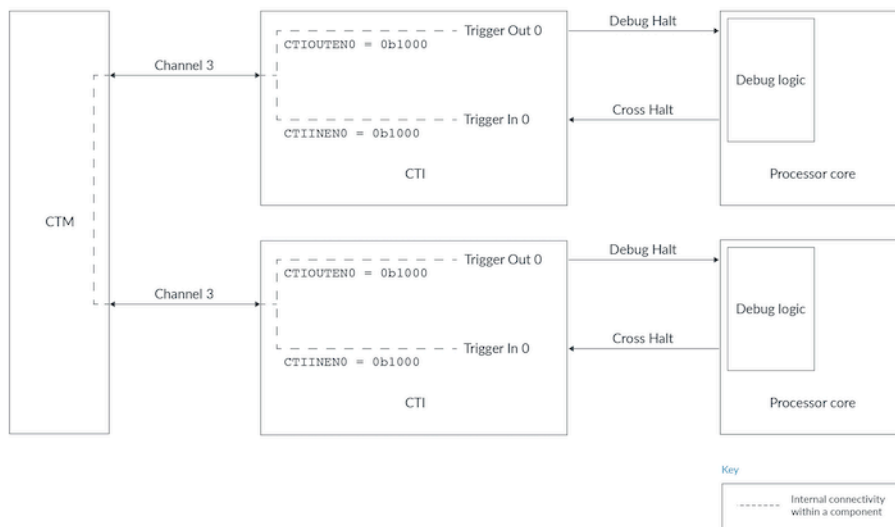 CTM
Channel 3
CTIOUTEN0 = 0b1000
Trigger Out 0
CTIINEN0 = 0b1000
Trigger In 0
CTI
Debug Halt
Cross Halt
Debug logic
Processor core
Channel 3
CTIOUTEN0 = 0b1000
Trigger Out 0
CTIINEN0 = 0b1000
Trigger In 0
CTI
Debug Halt
Cross Halt
Debug logic
Processor core
Key
Internal connectivity
within a component